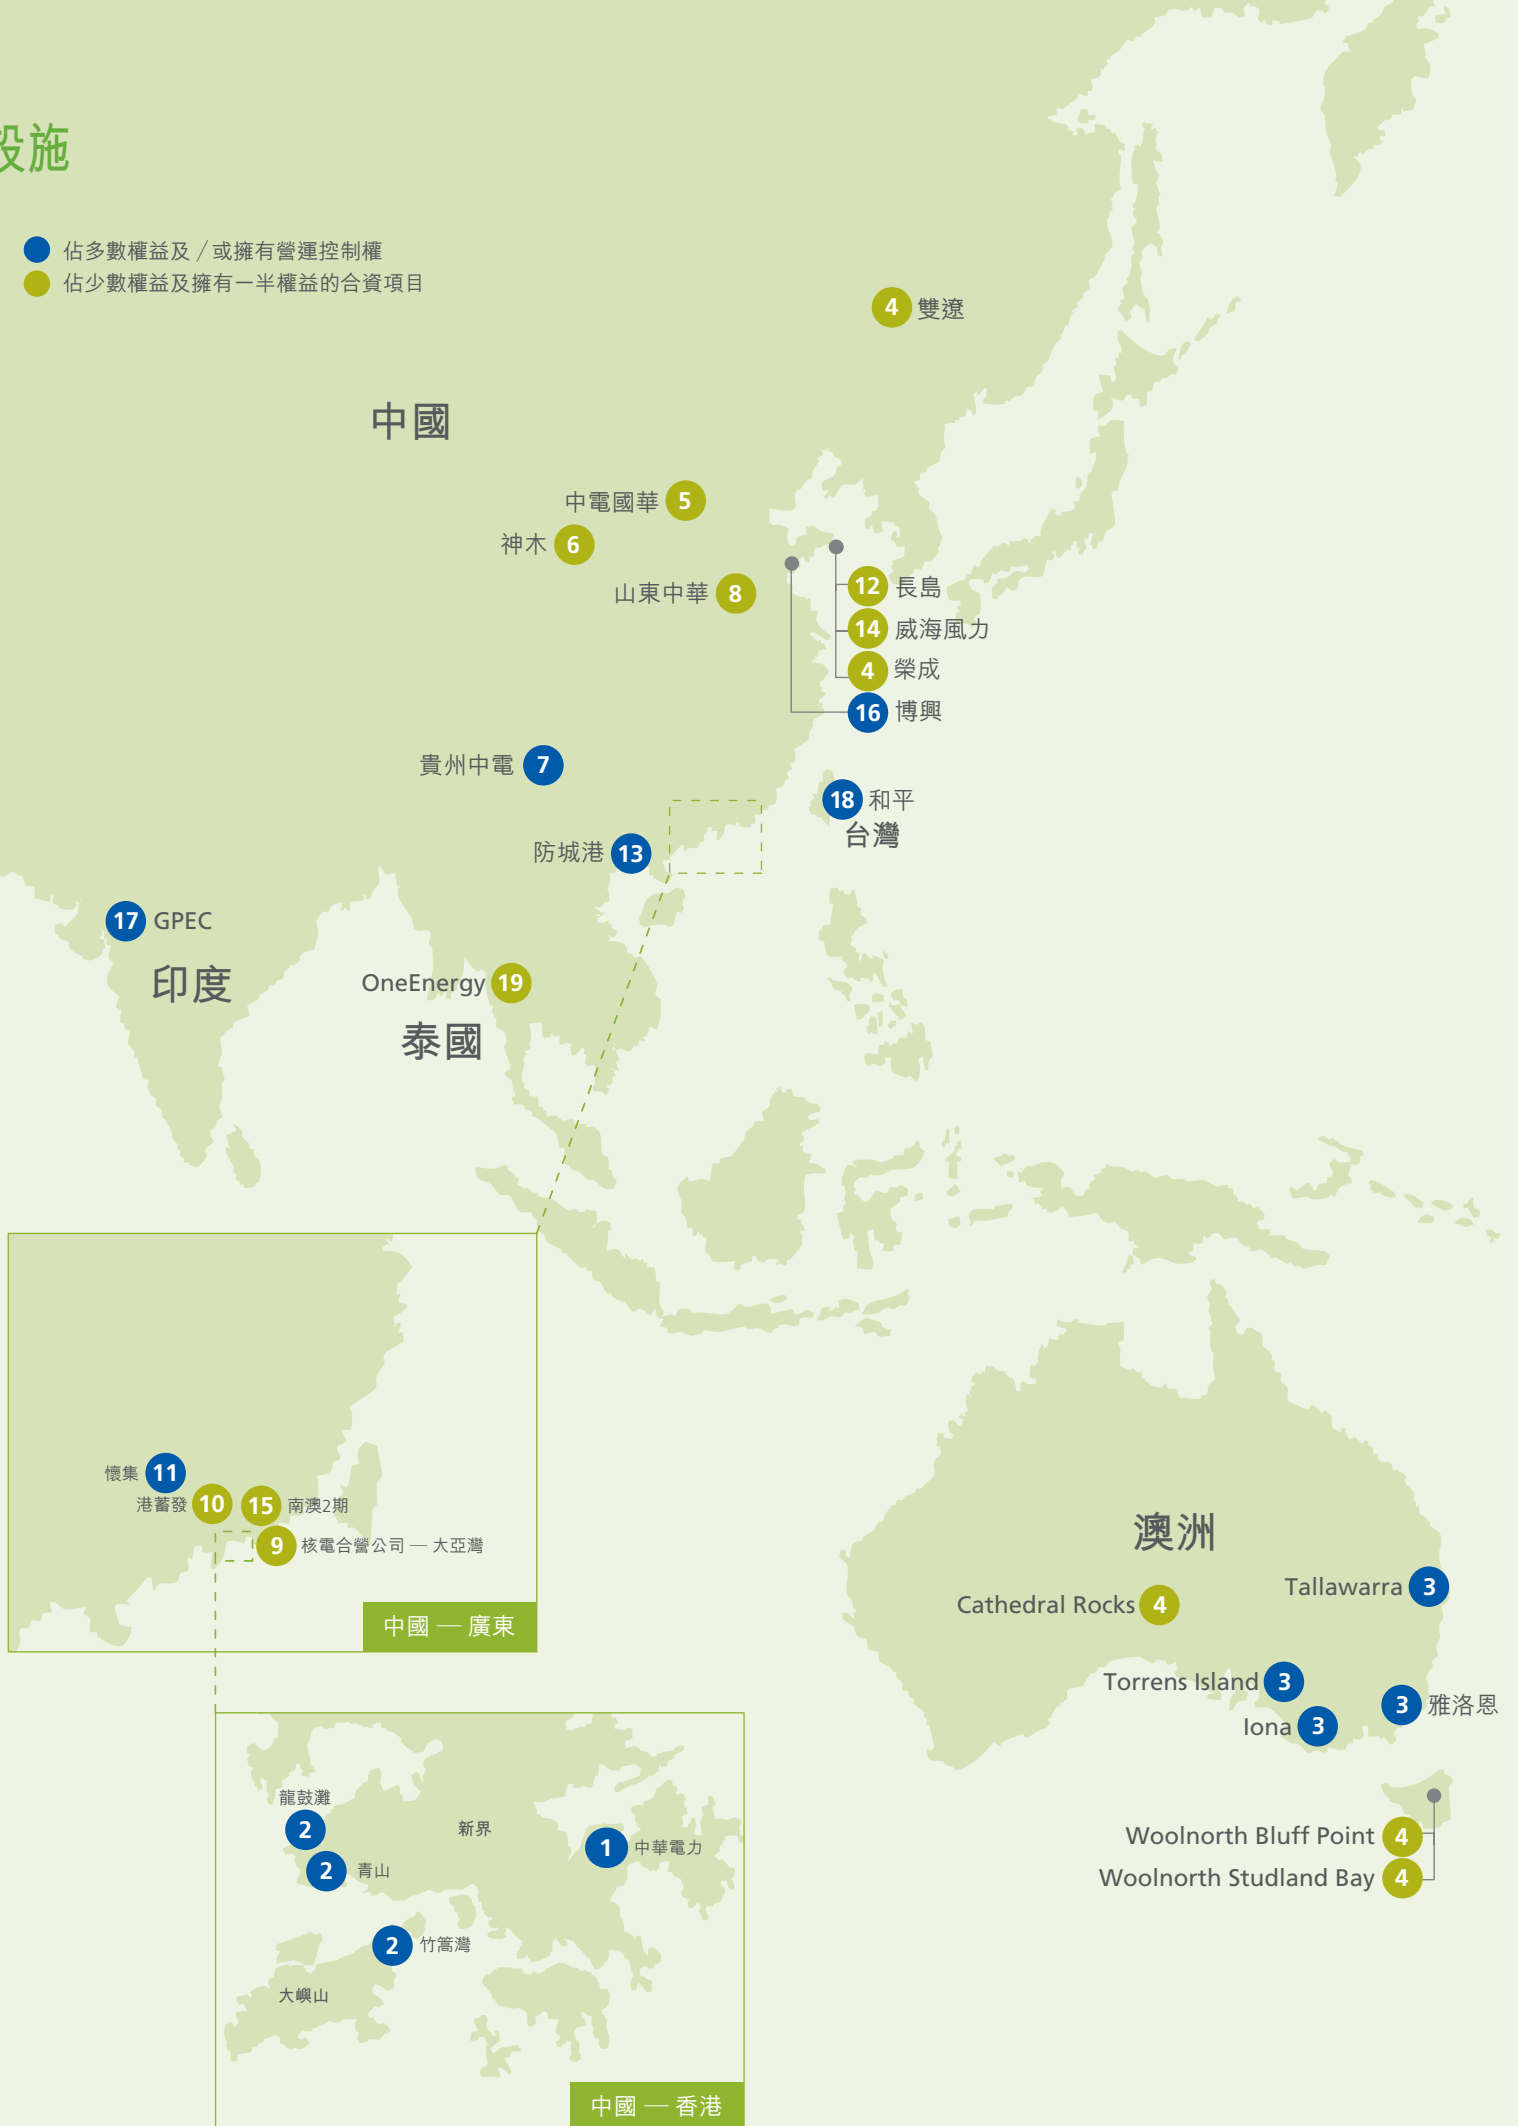 設施
佔多數權益及／或擁有營運控制權
佔少數權益及擁有一半權益的合資項目
4 雙遼
中國
中電國華 5
神木 6
山東中華 8
12 長島
14 威海風力
4 榮成
16 博興
貴州中電 7
18 和平
台灣
防城港 13
17 GPEC
印度
OneEnergy 19
泰國
懷集 11
港蓄發 10
15 南澳2期
9 核電合營公司 — 大亞灣
中國 — 廣東
澳洲
Cathedral Rocks 4
Tallawarra 3
Torrens Island 3
Iona 3
3 雅洛恩
Woolnorth Bluff Point 4
Woolnorth Studland Bay 4
龍鼓灘
2
2 青山
新界
1 中華電力
2 竹篙灣
大嶼山
中國 — 香港